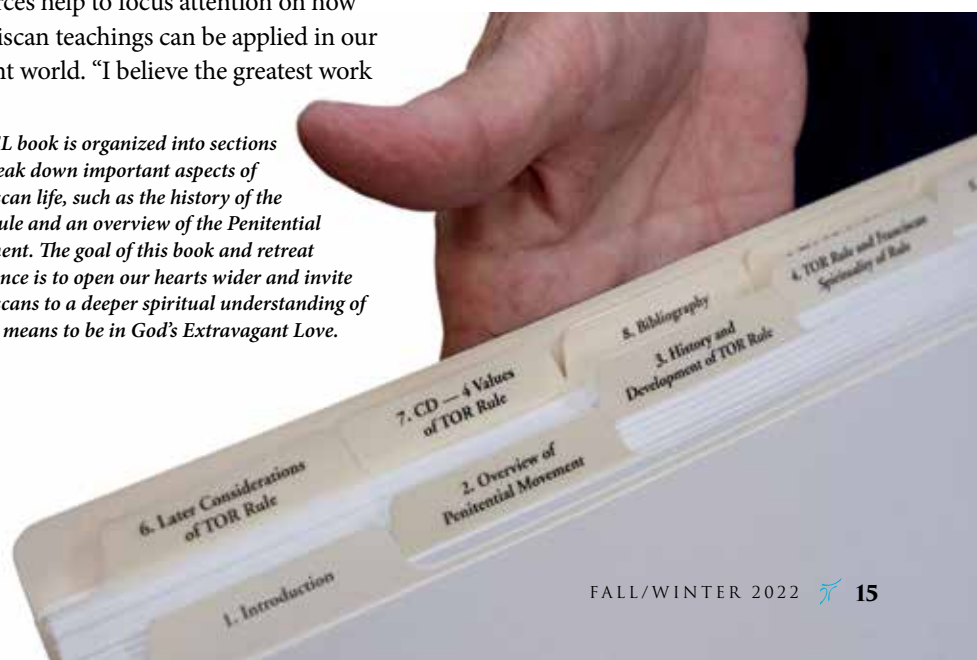 rces help to focus attention on how
iscan teachings can be applied in our
nt world. “I believe the greatest work
L book is organized into sections
eak down important aspects of
scan life, such as the history of the
ule and an overview of the Penitential
ent. The goal of this book and retreat
nce is to open our hearts wider and invite
scans to a deeper spiritual understanding of
means to be in God’s Extravagant Love.
1. Introduction
2. Overview of
Penitential Movement
3. History and
Development of TOR Rule
4. TOR Rule and Franciscan
Spirituality of Rule
5.
6. Later Considerations
of TOR Rule
7. CD — 4 Values
of TOR Rule
8. Bibliography
FALL/WINTER 2022 15